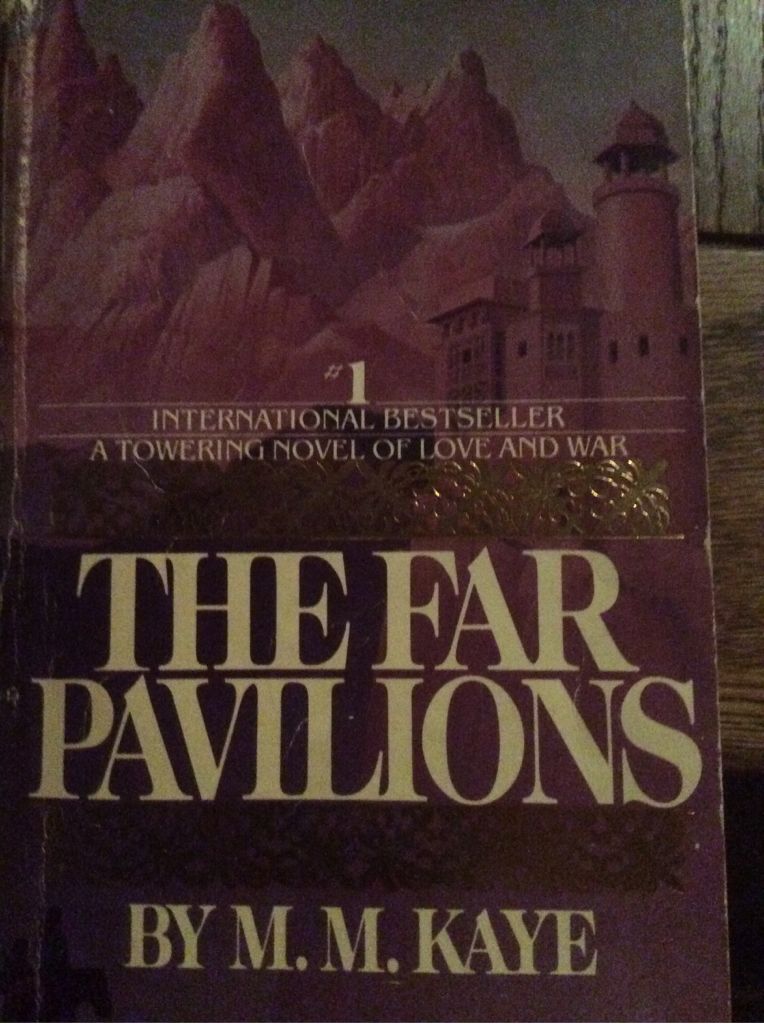 #1
INTERNATIONAL BESTSELLER
A TOWERING NOVEL OF LOVE AND WAR
THE FAR
PAVILIONS
BY M. M. KAYE